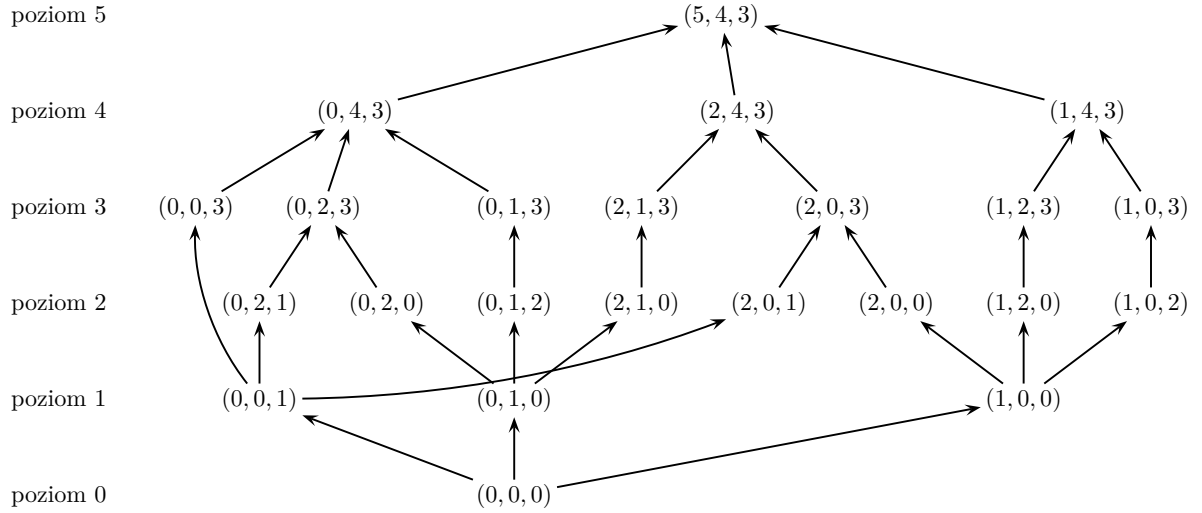 poziom 5 (5, 4, 3)
poziom 4 (0, 4, 3) (2, 4, 3) (1, 4, 3)
poziom 3 (0, 0, 3) (0, 2, 3) (0, 1, 3) (2, 1, 3) (2, 0, 3) (1, 2, 3) (1, 0, 3)
poziom 2 (0, 2, 1) (0, 2, 0) (0, 1, 2) (2, 1, 0) (2, 0, 1) (2, 0, 0) (1, 2, 0) (1, 0, 2)
poziom 1 (0, 0, 1) (0, 1, 0) (1, 0, 0)
poziom 0 (0, 0, 0)